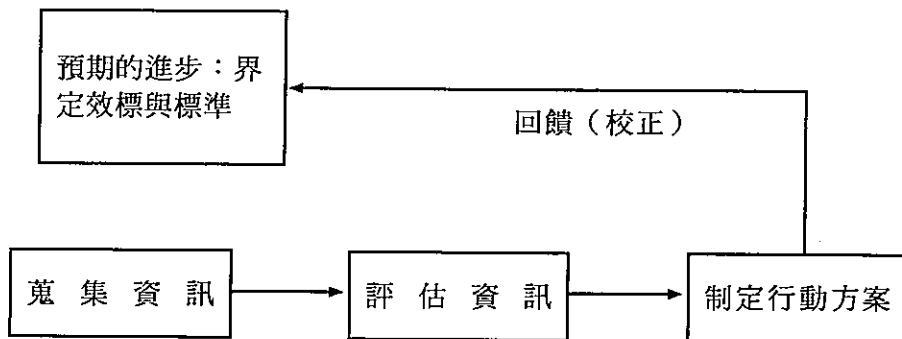 預期的進步：界
定效標與標準
回饋（校正）
蒐集資訊
評估資訊
制定行動方案